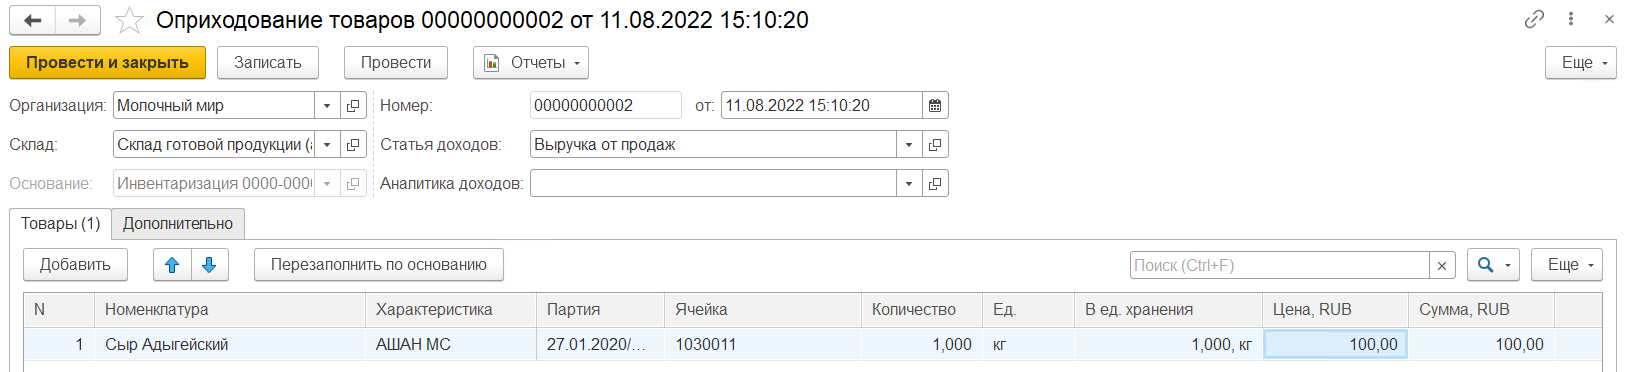 Оприходование товаров 00000000002 от 11.08.2022 15:10:20
Провести и закрыть Записать Провести Отчеты Еще
Организация: Молочный мир Номер: 00000000002 от: 11.08.2022 15:10:20
Склад: Склад готовой продукции (а Статья доходов: Выручка от продаж
Основание: Инвентаризация 0000-000 Аналитика доходов:
Товары (1) Дополнительно
Добавить Перезаполнить по основанию Поиск (Ctrl+F) × Еще
N Номенклатура Характеристика Партия Ячейка Количество Ед. В ед. хранения Цена, RUB Сумма, RUB
1 Сыр Адыгейский АШАН МС 27.01.2020/... 1030011 1,000 кг 1,000, кг 100,00 100,00